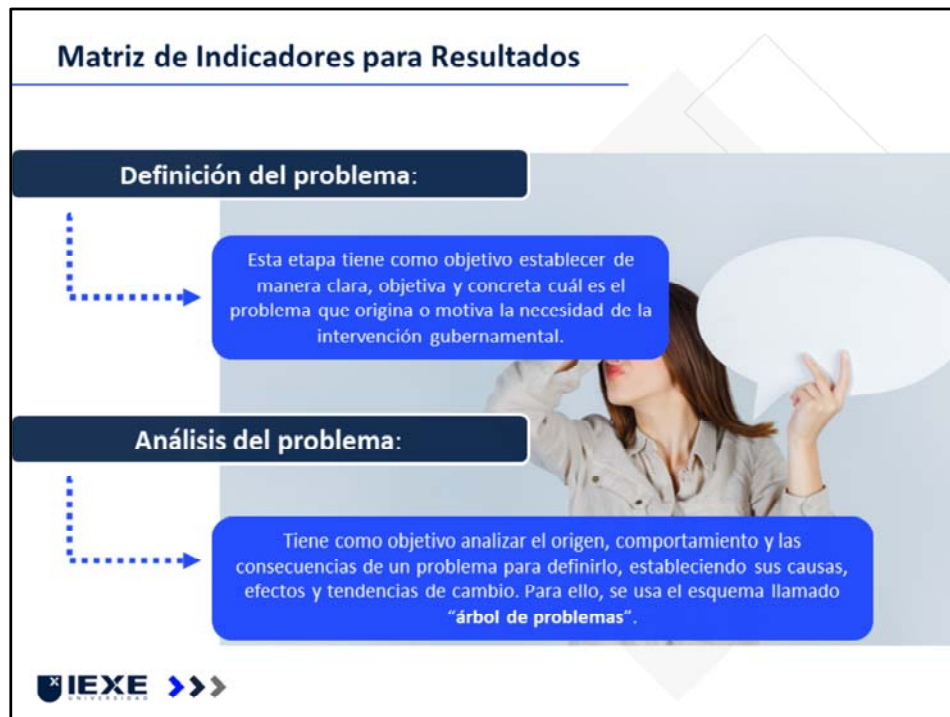 Matriz de Indicadores para Resultados
Definición del problema:
Esta etapa tiene como objetivo establecer de
manera clara, objetiva y concreta cuál es el
problema que origina o motiva la necesidad de la
intervención gubernamental.
Análisis del problema:
Tiene como objetivo analizar el origen, comportamiento y las
consecuencias de un problema para definirlo, estableciendo sus causas,
efectos y tendencias de cambio. Para ello, se usa el esquema llamado
“árbol de problemas”.
IEXE
UNIVERSIDAD